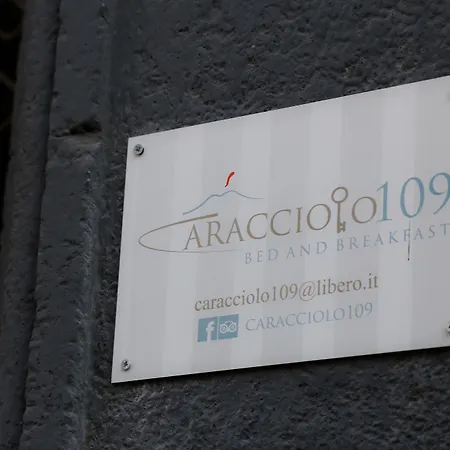 CARACCIOLO109
BED AND BREAKFAST
caracciolo109@libero.it
f CARACCIOLO109